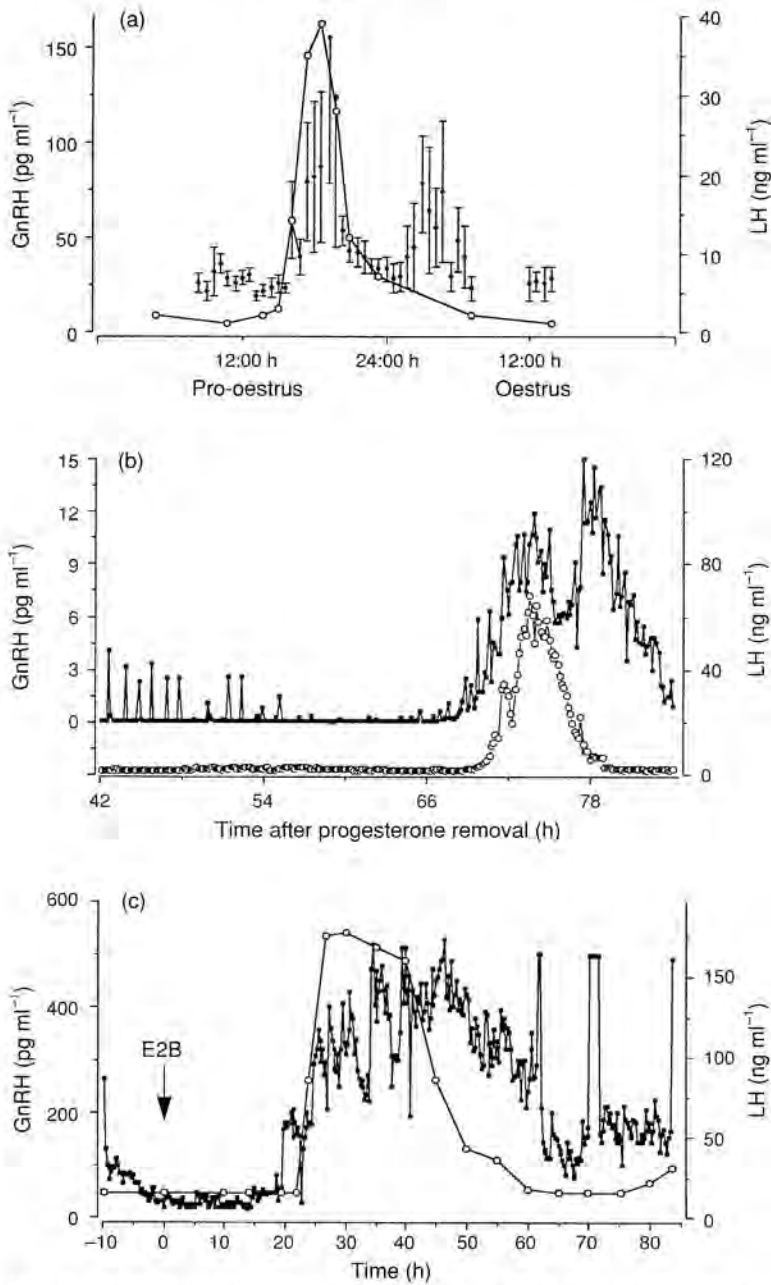 (a)
150
100
50
0
GnRH (pg ml⁻¹)
40
30
20
10
0
LH (ng ml⁻¹)
12:00 h
24:00 h
12:00 h
Pro-oestrus
Oestrus
(b)
15
12
9
6
3
0
GnRH (pg ml⁻¹)
120
80
40
0
LH (ng ml⁻¹)
42
54
66
78
Time after progesterone removal (h)
(c)
600
400
200
0
GnRH (pg ml⁻¹)
E2B
150
100
50
0
LH (ng ml⁻¹)
–10
0
10
20
30
40
50
60
70
80
Time (h)